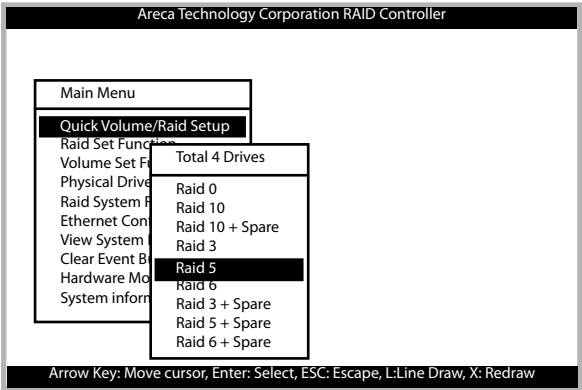 Areca Technology Corporation RAID Controller
Main Menu
Quick Volume/Raid Setup
Raid Set Function
Volume Set Fu
Physical Drive
Raid System F
Ethernet Conf
View System
Clear Event Bu
Hardware Mo
System inform
Total 4 Drives
Raid 0
Raid 10
Raid 10 + Spare
Raid 3
Raid 5
Raid 6
Raid 3 + Spare
Raid 5 + Spare
Raid 6 + Spare
Arrow Key: Move cursor, Enter: Select, ESC: Escape, L:Line Draw, X: Redraw